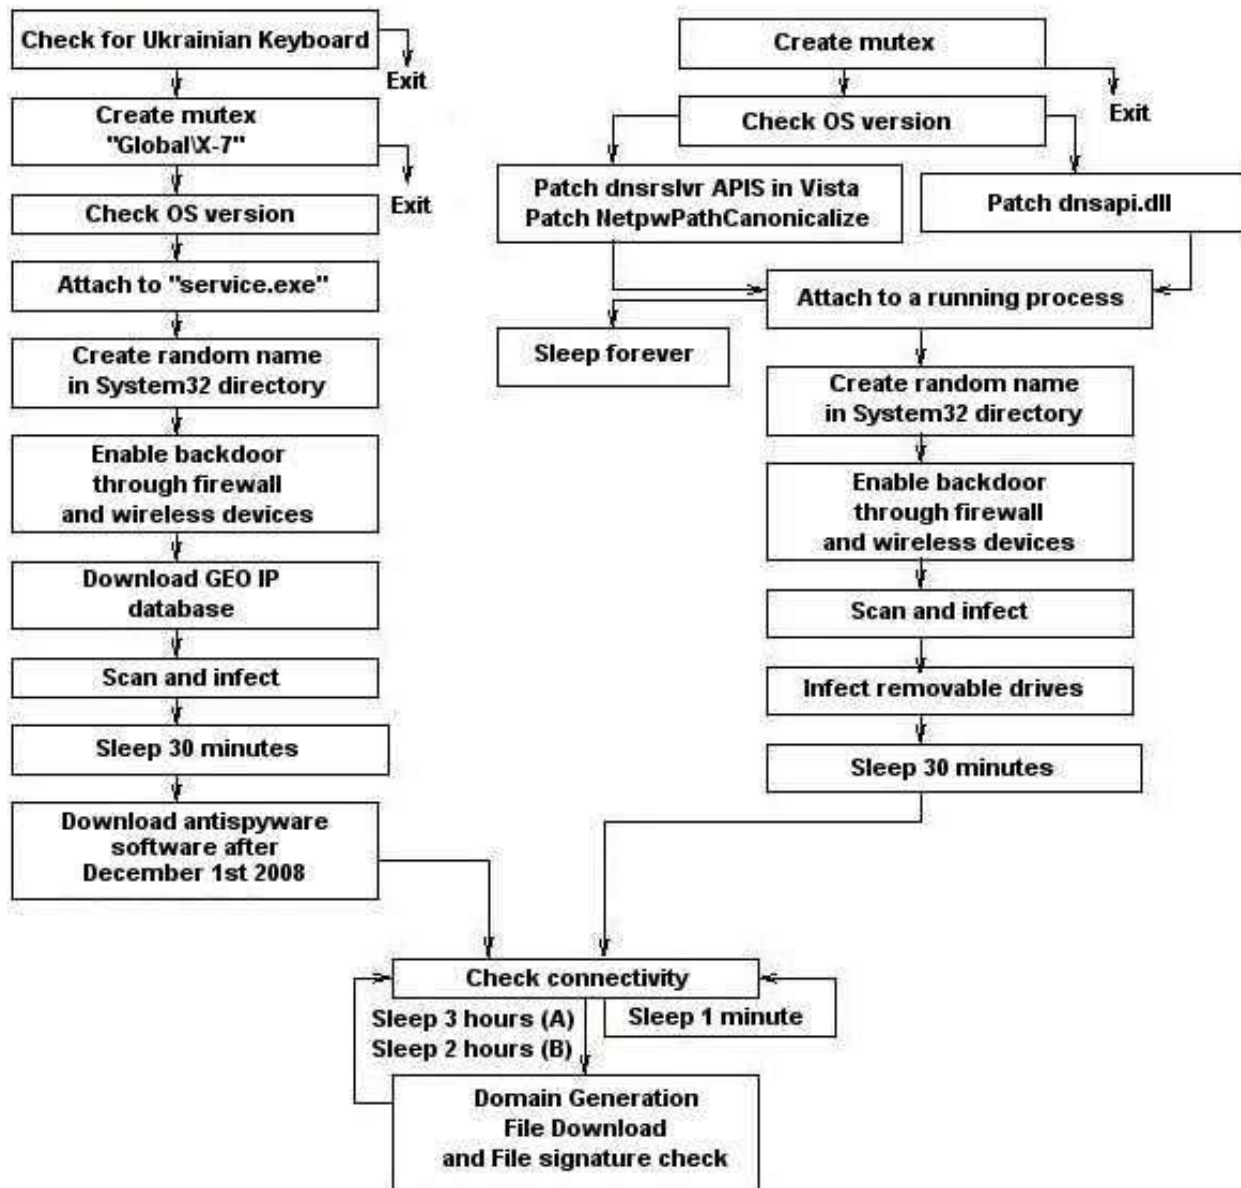 Check for Ukrainian Keyboard
Exit
Create mutex
"Global\X-7"
Exit
Check OS version
Attach to "service.exe"
Create random name
in System32 directory
Enable backdoor
through firewall
and wireless devices
Download GEO IP
database
Scan and infect
Sleep 30 minutes
Download antispyware
software after
December 1st 2008
Create mutex
Exit
Check OS version
Patch dnsrslvr APIS in Vista
Patch NetpwPathCanonicalize
Patch dnsapi.dll
Attach to a running process
Sleep forever
Create random name
in System32 directory
Enable backdoor
through firewall
and wireless devices
Scan and infect
Infect removable drives
Sleep 30 minutes
Check connectivity
Sleep 3 hours (A)
Sleep 2 hours (B)
Sleep 1 minute
Domain Generation
File Download
and File signature check